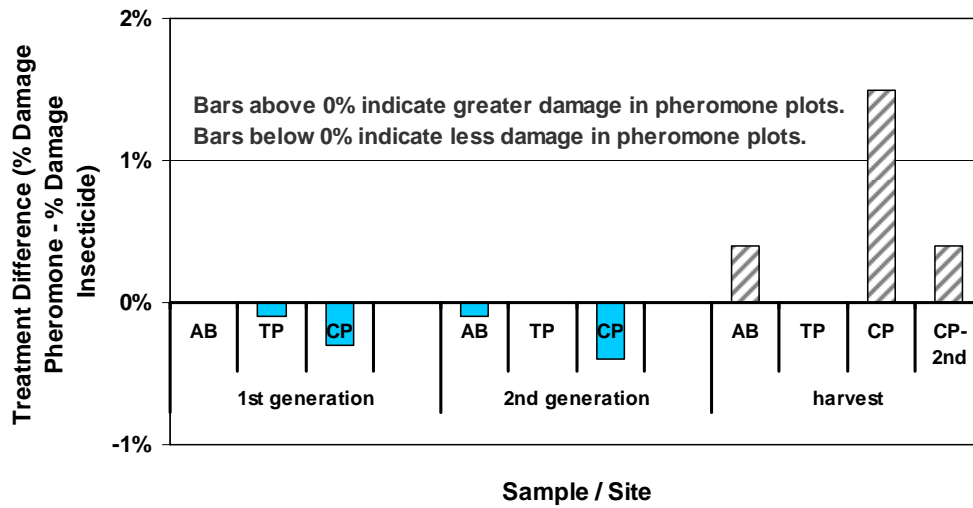 Treatment Difference (% Damage
Pheromone - % Damage
Insecticide)
2%
1%
0%
-1%
Bars above 0% indicate greater damage in pheromone plots.
Bars below 0% indicate less damage in pheromone plots.
AB TP CP AB TP CP AB TP CP CP-
2nd
1st generation 2nd generation harvest
Sample / Site